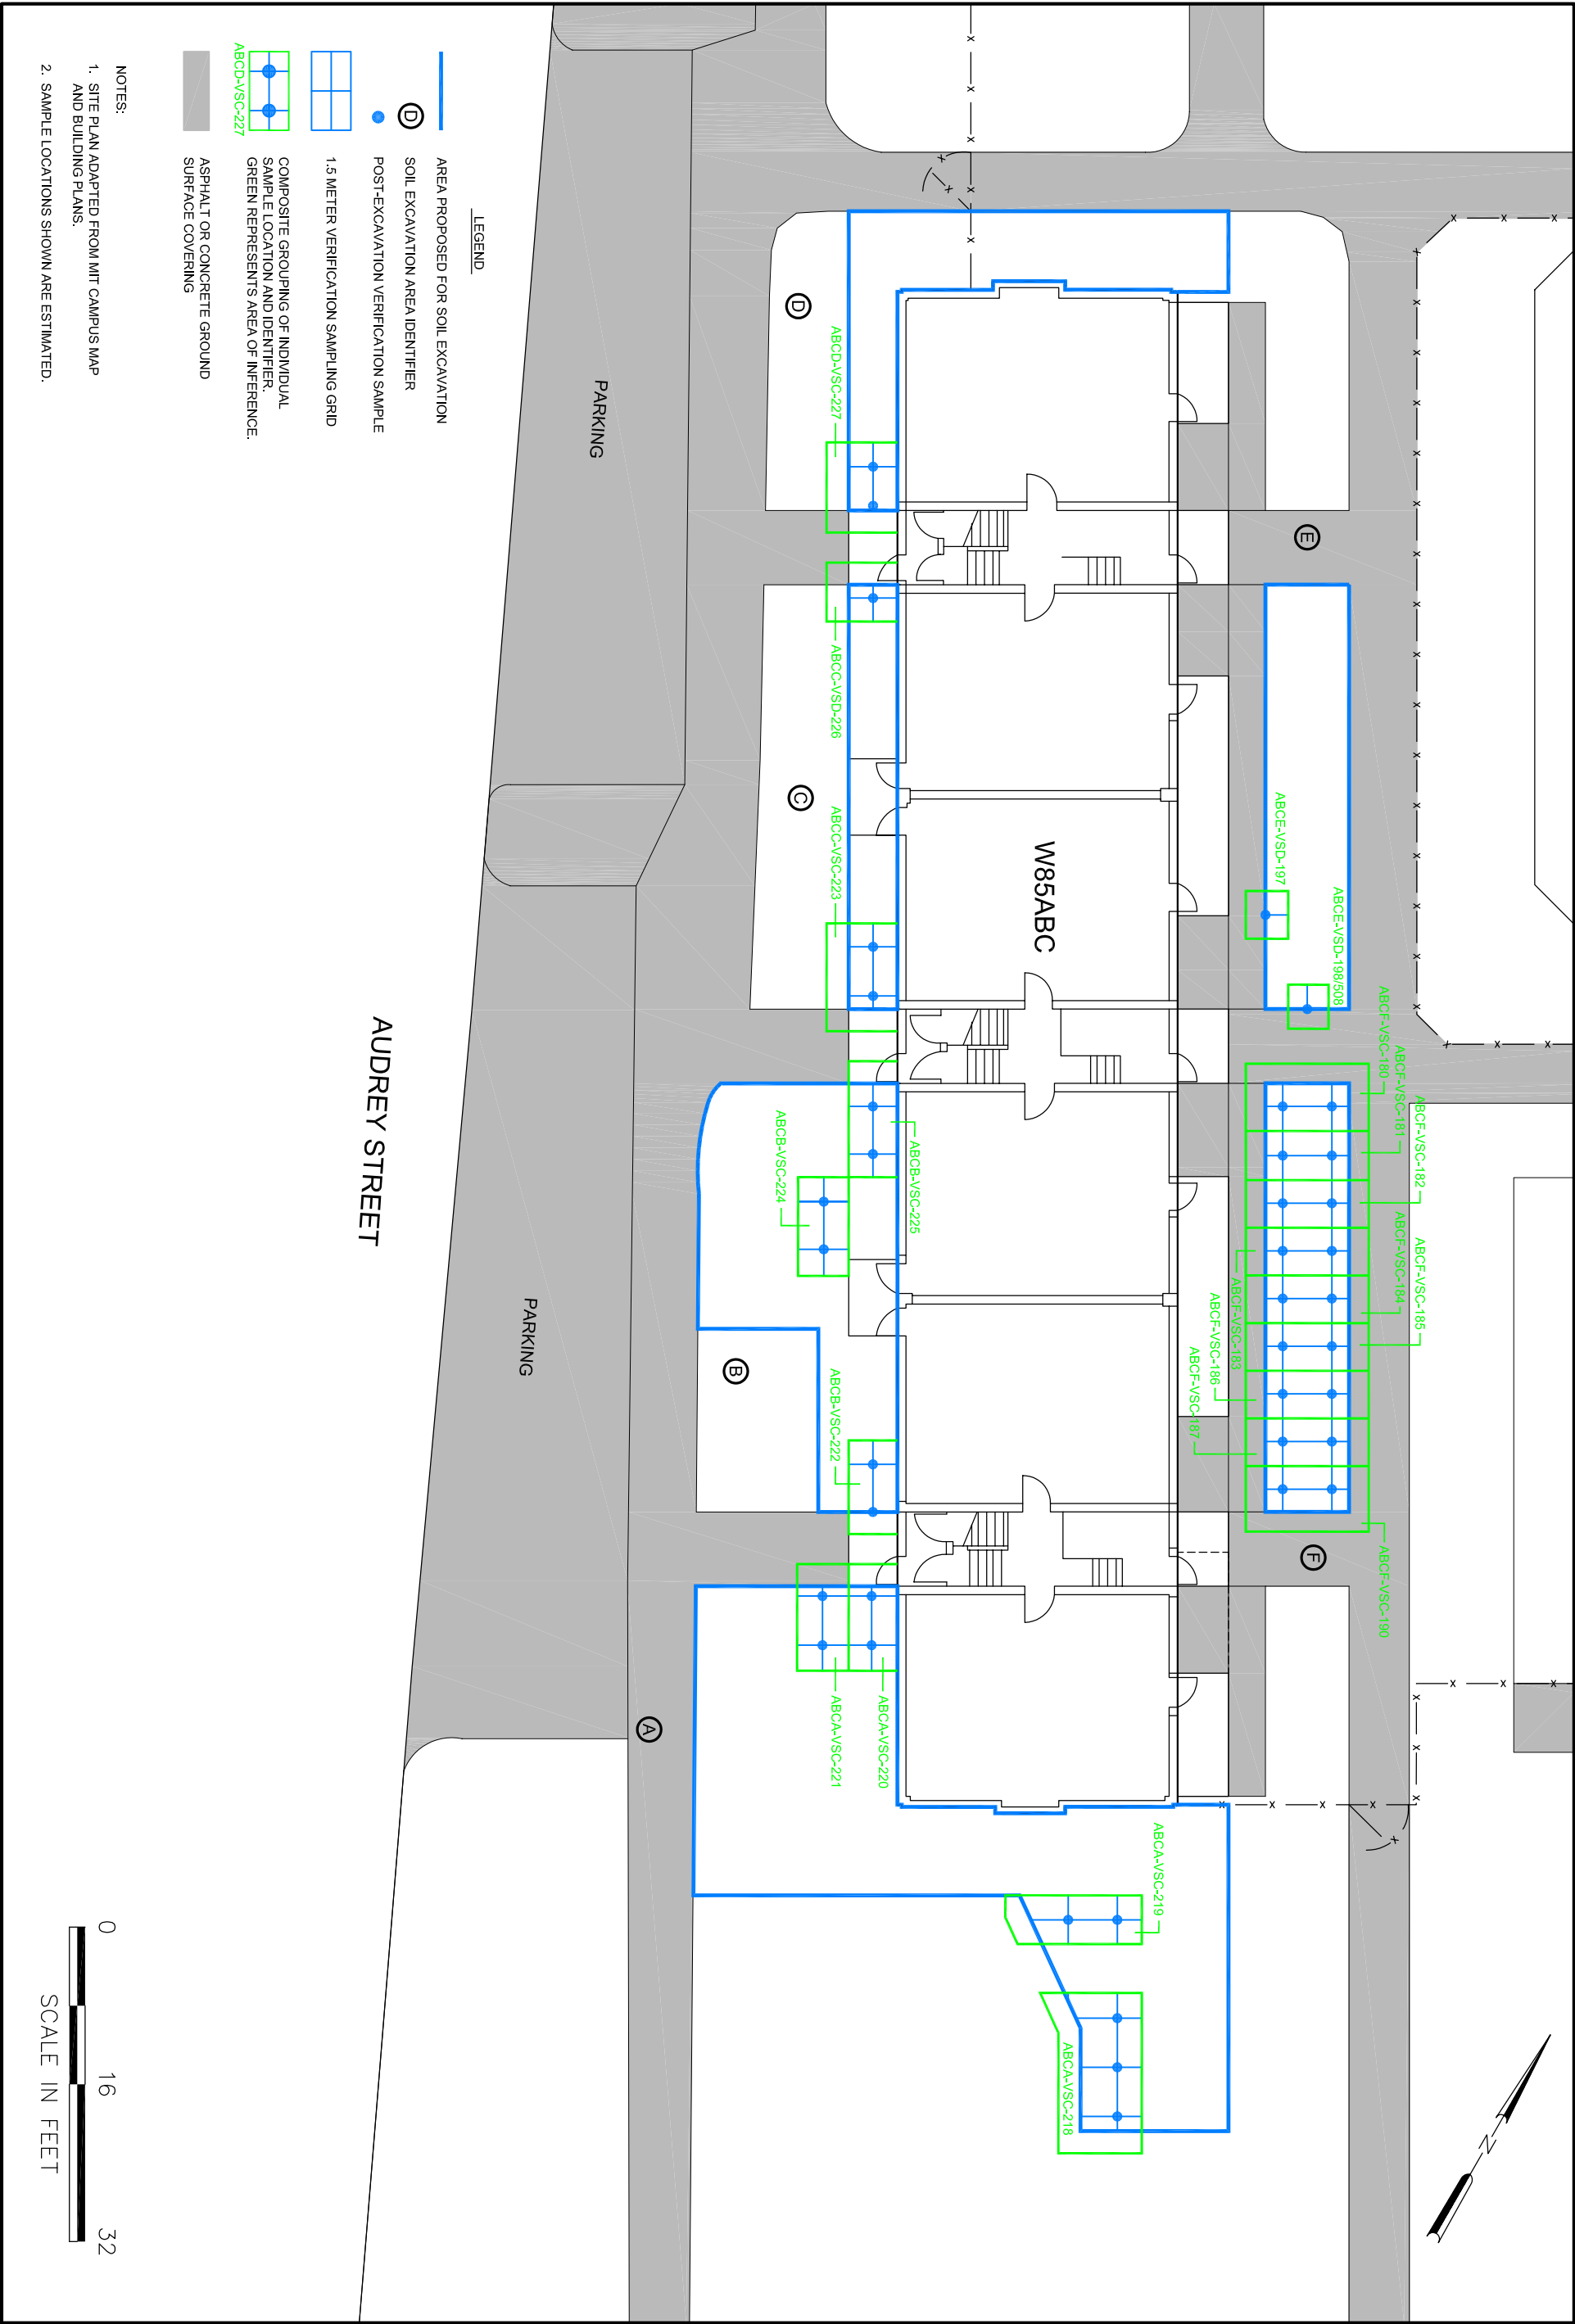 ABCE-VSD-197
ABCE-VSD-198/508
ABCF-VSC-180
ABCF-VSC-181
ABCF-VSC-182
ABCF-VSC-184
ABCF-VSC-185
ABCF-VSC-183
ABCF-VSC-186
ABCF-VSC-187
ABCF-VSC-190
E
F
N
W85ABC
ABCA-VSC-219
ABCA-VSC-218
ABCD-VSC-227
ABCC-VSD-226
ABCC-VSC-223
ABCB-VSC-225
ABCB-VSC-224
ABCB-VSC-222
ABCA-VSC-220
ABCA-VSC-221
D
C
B
A
PARKING
PARKING
AUDREY STREET
LEGEND
AREA PROPOSED FOR SOIL EXCAVATION
D
SOIL EXCAVATION AREA IDENTIFIER
POST-EXCAVATION VERIFICATION SAMPLE
1.5 METER VERIFICATION SAMPLING GRID
ABCD-VSC-227
COMPOSITE GROUPING OF INDIVIDUAL
SAMPLE LOCATION AND IDENTIFIER.
GREEN REPRESENTS AREA OF INFERENCE.
ASPHALT OR CONCRETE GROUND
SURFACE COVERING
NOTES:
1. SITE PLAN ADAPTED FROM MIT CAMPUS MAP
AND BUILDING PLANS.
2. SAMPLE LOCATIONS SHOWN ARE ESTIMATED.
0 16 32
SCALE IN FEET